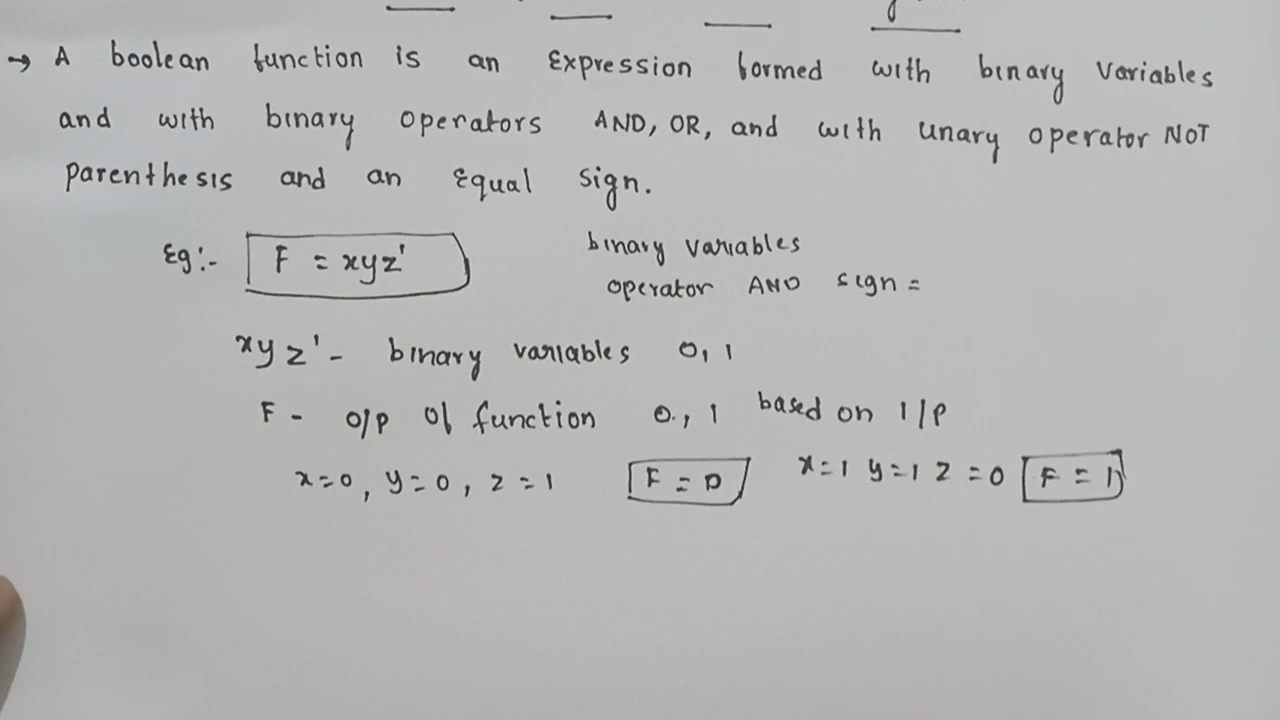 → A boolean function is an Expression formed with binary Variables
and with binary operators AND, OR, and with unary operator NOT
parenthesis and an Equal sign.
Eg:- F = xyz' binary variables
operator AND sign =
xyz' - binary variables 0, 1
F - o/p of function 0, 1 based on I/P
x=0, y=0, z=1 F = 0 x=1 y=1 z=0 F = 1